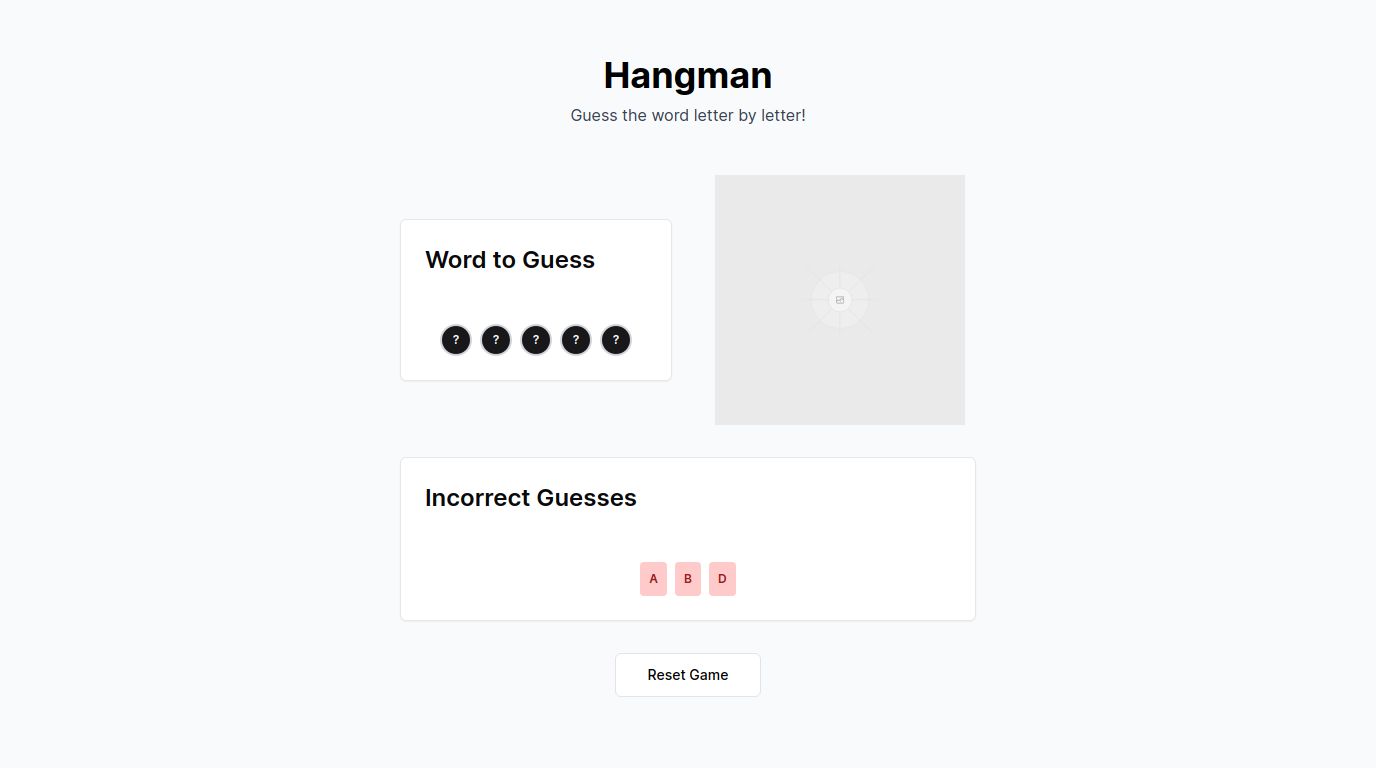 Hangman
Guess the word letter by letter!
Word to Guess
? ? ? ? ?
Incorrect Guesses
A B D
Reset Game